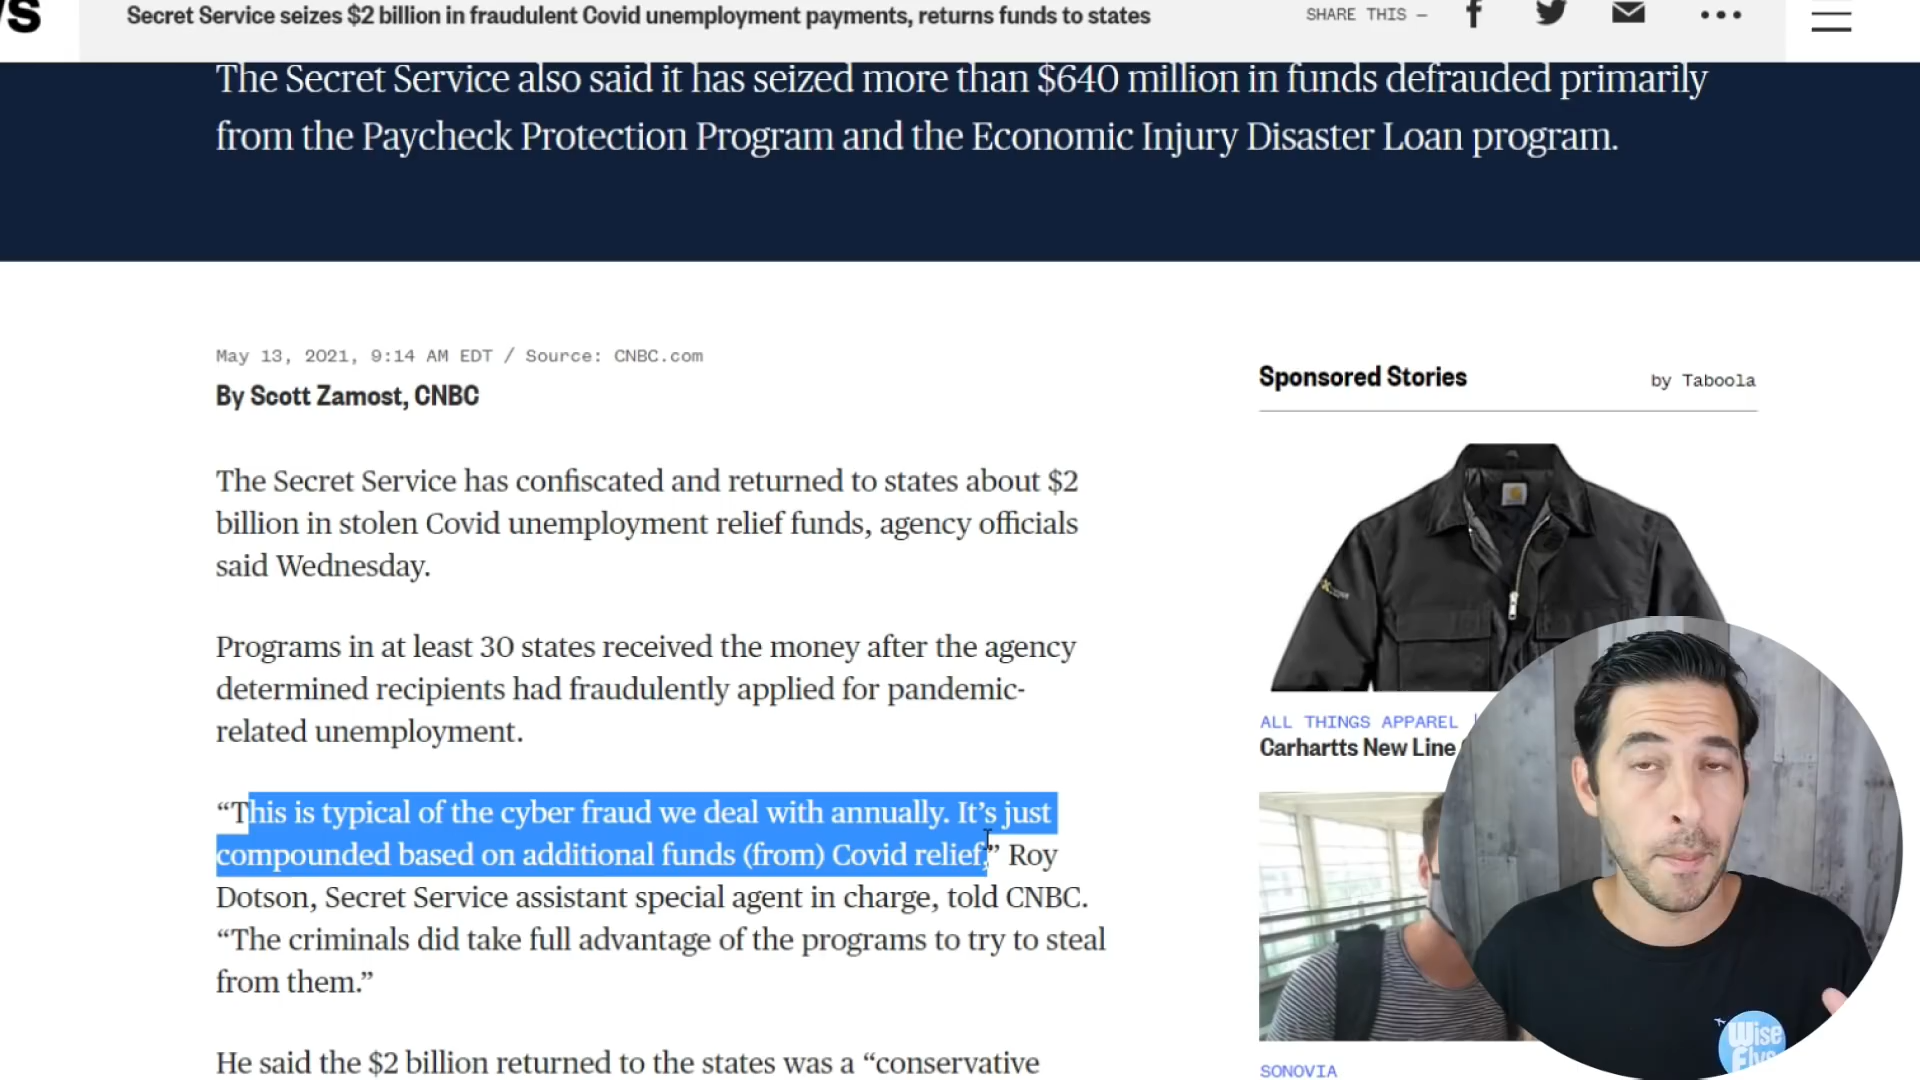 Secret Service seizes $2 billion in fraudulent Covid unemployment payments, returns funds to states
SHARE THIS —
The Secret Service also said it has seized more than $640 million in funds defrauded primarily
from the Paycheck Protection Program and the Economic Injury Disaster Loan program.
May 13, 2021, 9:14 AM EDT / Source: CNBC.com
By Scott Zamost, CNBC
The Secret Service has confiscated and returned to states about $2
billion in stolen Covid unemployment relief funds, agency officials
said Wednesday.
Programs in at least 30 states received the money after the agency
determined recipients had fraudulently applied for pandemic-
related unemployment.
“This is typical of the cyber fraud we deal with annually. It’s just
compounded based on additional funds (from) Covid relief,” Roy
Dotson, Secret Service assistant special agent in charge, told CNBC.
“The criminals did take full advantage of the programs to try to steal
from them.”
He said the $2 billion returned to the states was a “conservative
Sponsored Stories
by Taboola
ALL THINGS APPAREL
Carhartts New Line
SONOVIA
Wise